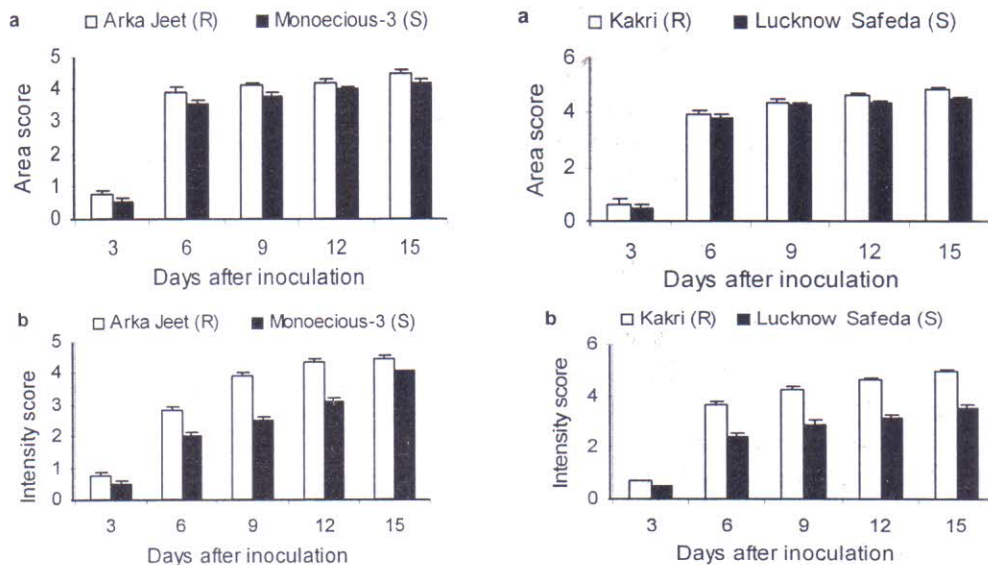 a
Arka Jeet (R) Monoecious-3 (S)
Area score
5
4
3
2
1
0
3 6 9 12 15
Days after inoculation
a
Kakri (R) Lucknow Safeda (S)
Area score
6
4
2
0
3 6 9 12 15
Days after inoculation
b
Arka Jeet (R) Monoecious-3 (S)
Intensity score
5
4
3
2
1
0
3 6 9 12 15
Days after inoculation
b
Kakri (R) Lucknow Safeda (S)
Intensity score
6
4
2
0
3 6 9 12 15
Days after inoculation